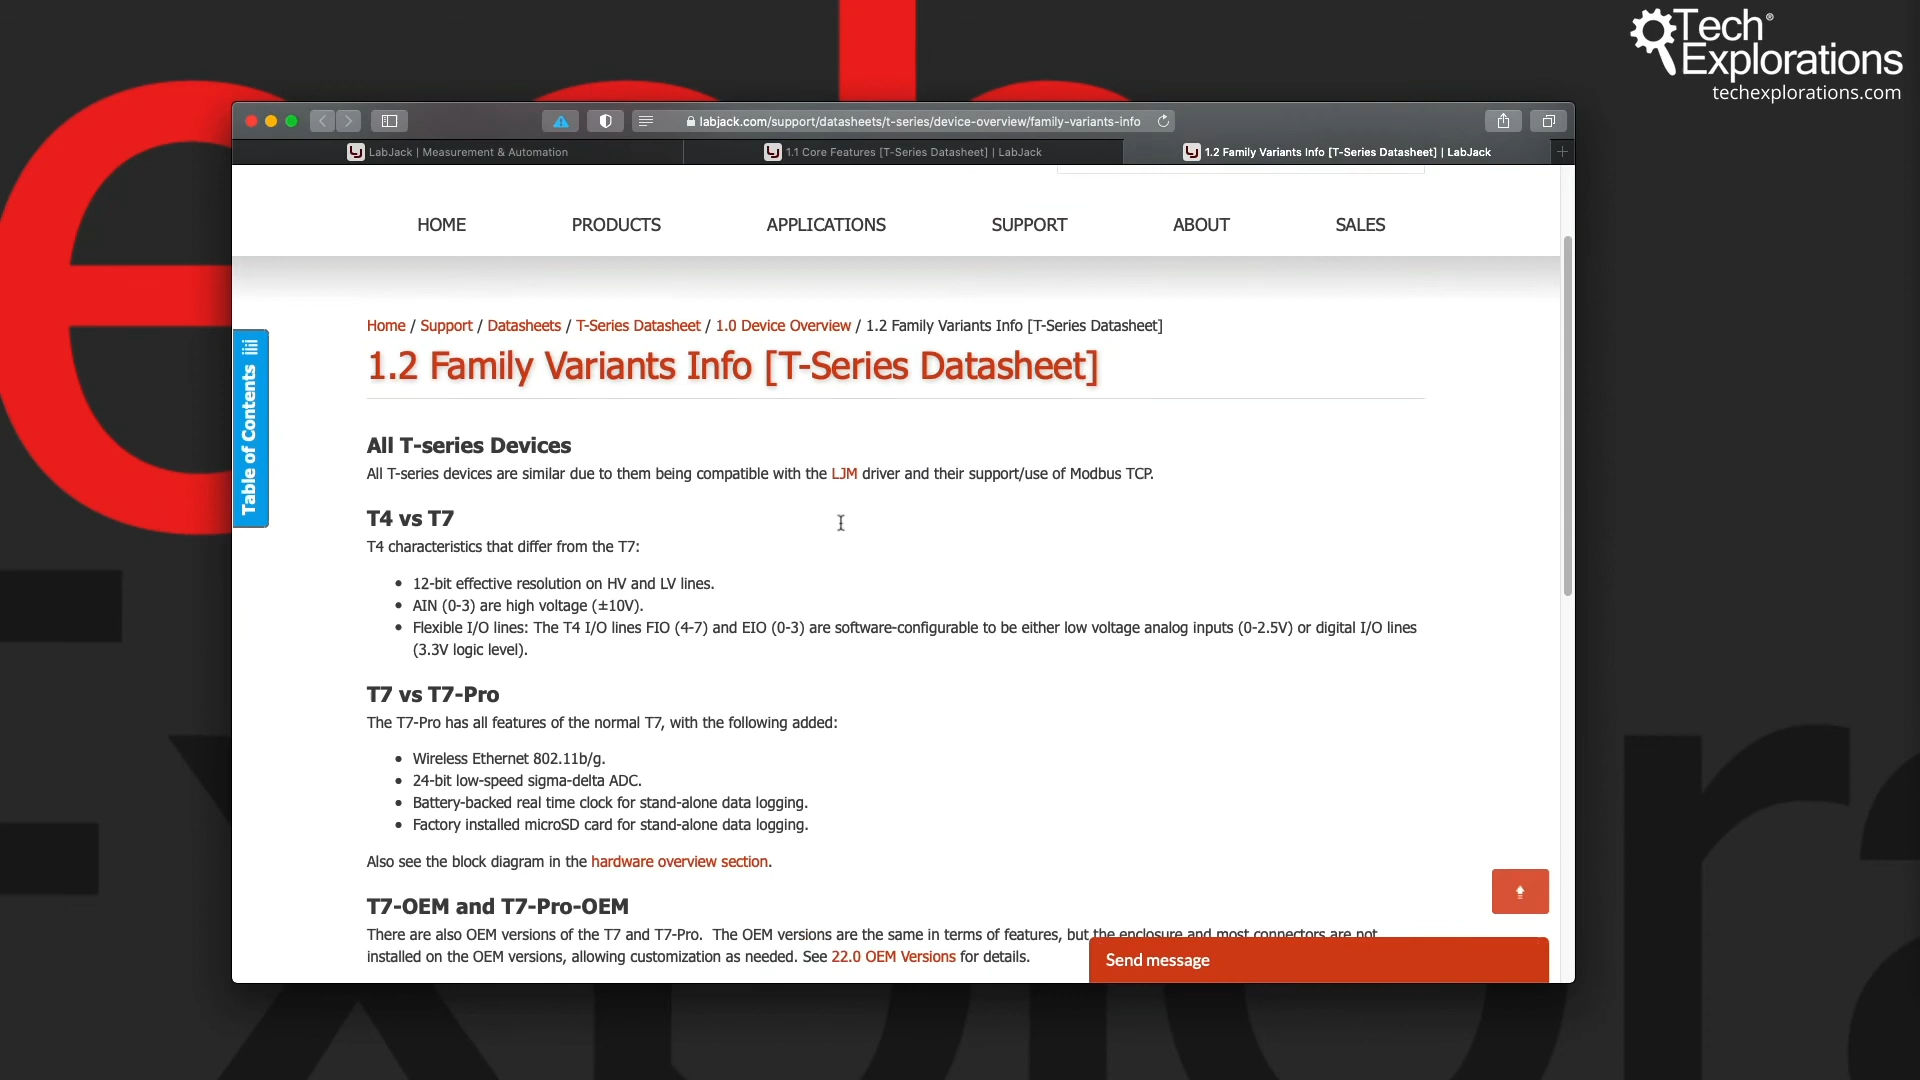 Tech®
Explorations
techexplorations.com
labjack.com/support/datasheets/t-series/device-overview/family-variants-info
LabJack | Measurement & Automation
1.1 Core Features [T-Series Datasheet] | LabJack
1.2 Family Variants Info [T-Series Datasheet] | LabJack
HOME PRODUCTS APPLICATIONS SUPPORT ABOUT SALES
Table of Contents
Home / Support / Datasheets / T-Series Datasheet / 1.0 Device Overview / 1.2 Family Variants Info [T-Series Datasheet]
1.2 Family Variants Info [T-Series Datasheet]
All T-series Devices
All T-series devices are similar due to them being compatible with the LJM driver and their support/use of Modbus TCP.
T4 vs T7
T4 characteristics that differ from the T7:
• 12-bit effective resolution on HV and LV lines.
• AIN (0-3) are high voltage (±10V).
• Flexible I/O lines: The T4 I/O lines FIO (4-7) and EIO (0-3) are software-configurable to be either low voltage analog inputs (0-2.5V) or digital I/O lines
(3.3V logic level).
T7 vs T7-Pro
The T7-Pro has all features of the normal T7, with the following added:
• Wireless Ethernet 802.11b/g.
• 24-bit low-speed sigma-delta ADC.
• Battery-backed real time clock for stand-alone data logging.
• Factory installed microSD card for stand-alone data logging.
Also see the block diagram in the hardware overview section.
T7-OEM and T7-Pro-OEM
There are also OEM versions of the T7 and T7-Pro. The OEM versions are the same in terms of features, but the enclosure and most connectors are not
installed on the OEM versions, allowing customization as needed. See 22.0 OEM Versions for details.
Send message